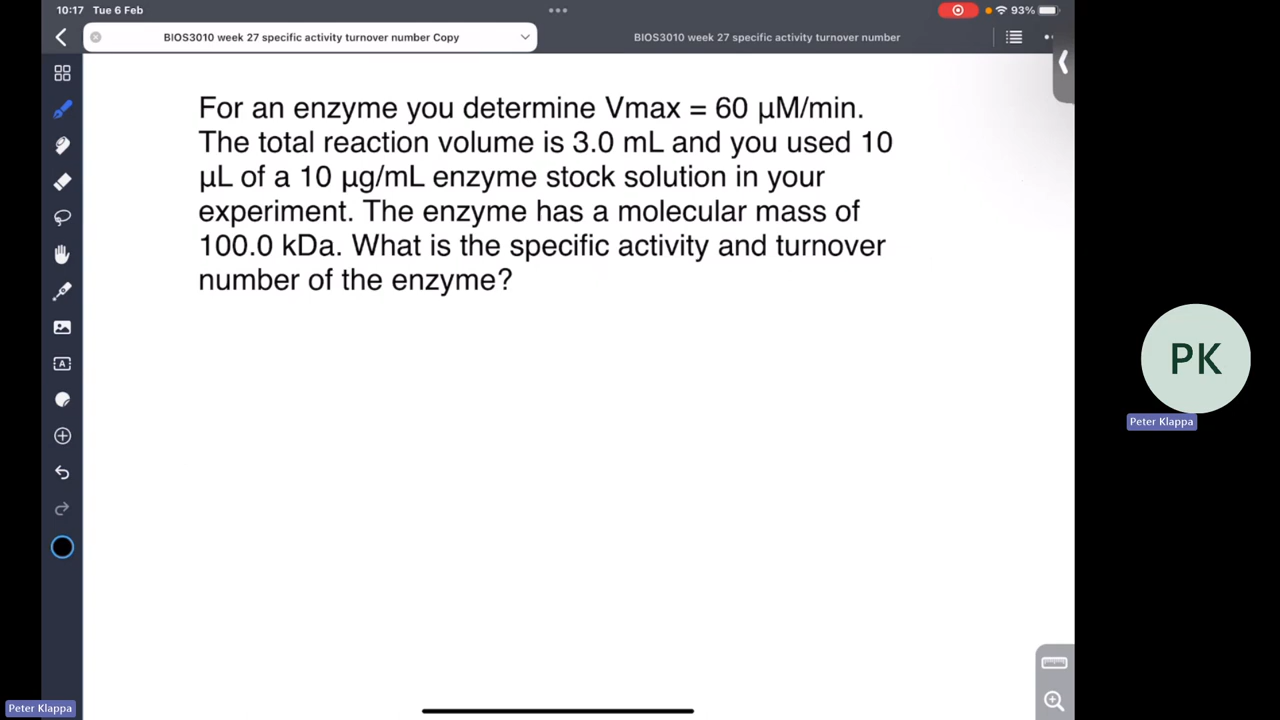 10:17 Tue 6 Feb
93%
BIOS3010 week 27 specific activity turnover number Copy
BIOS3010 week 27 specific activity turnover number
For an enzyme you determine Vmax = 60 µM/min.
The total reaction volume is 3.0 mL and you used 10
µL of a 10 µg/mL enzyme stock solution in your
experiment. The enzyme has a molecular mass of
100.0 kDa. What is the specific activity and turnover
number of the enzyme?
A
PK
Peter Klappa
Peter Klappa